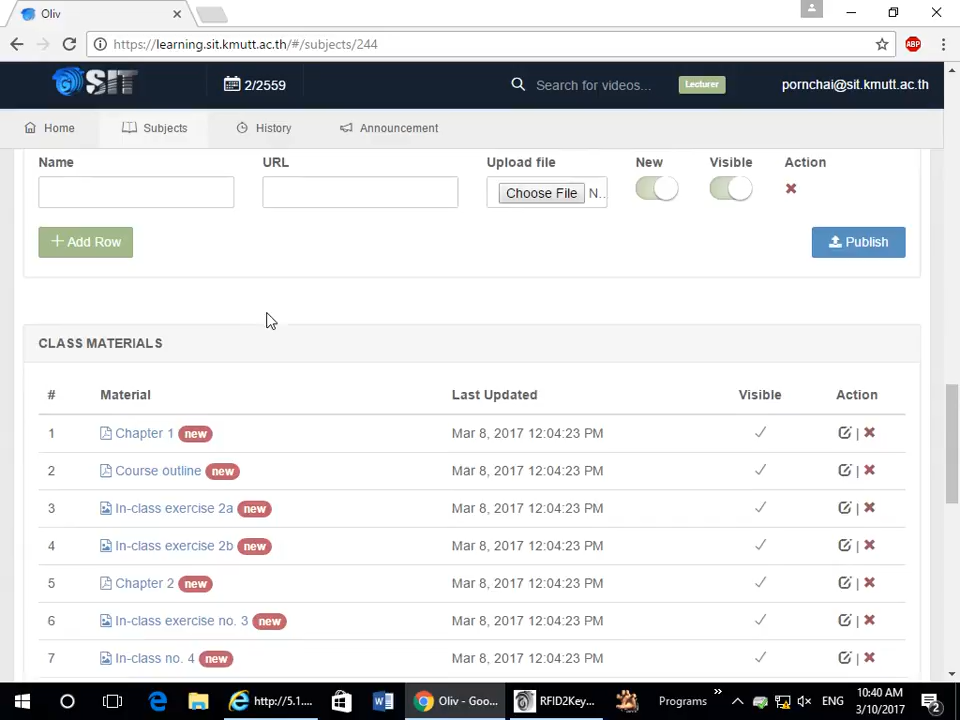 Oliv
https://learning.sit.kmutt.ac.th/#/subjects/244
ABP
SIT
2/2559
Search for videos...
Lecturer
pornchai@sit.kmutt.ac.th
Home
Subjects
History
Announcement
Name URL Upload file New Visible Action
Choose File N..
+ Add Row
Publish
CLASS MATERIALS
# Material Last Updated Visible Action
1 Chapter 1 new Mar 8, 2017 12:04:23 PM |
2 Course outline new Mar 8, 2017 12:04:23 PM |
3 In-class exercise 2a new Mar 8, 2017 12:04:23 PM |
4 In-class exercise 2b new Mar 8, 2017 12:04:23 PM |
5 Chapter 2 new Mar 8, 2017 12:04:23 PM |
6 In-class exercise no. 3 new Mar 8, 2017 12:04:23 PM |
7 In-class no. 4 new Mar 8, 2017 12:04:23 PM |
http://5.1....
Oliv - Goo...
RFID2Key...
Programs
ENG
10:40 AM
3/10/2017
2